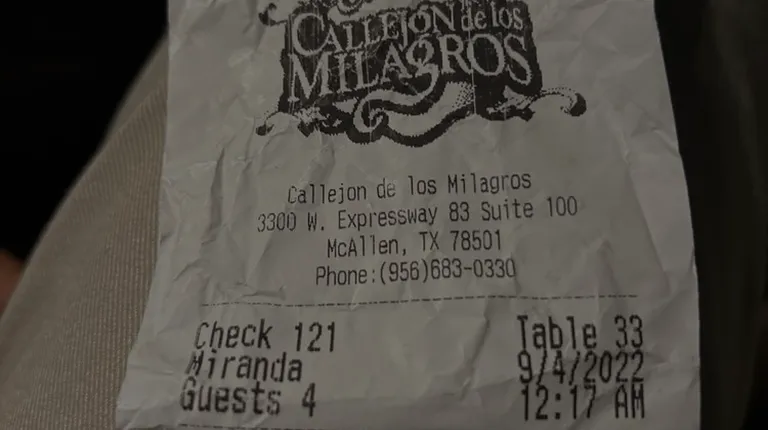 CALLEJÓN de los
MILAGROS
Callejon de los Milagros
3300 W. Expressway 83 Suite 100
McAllen, TX 78501
Phone:(956)683-0330
Check 121 Table 33
Miranda 9/4/2022
Guests 4 12:17 AM